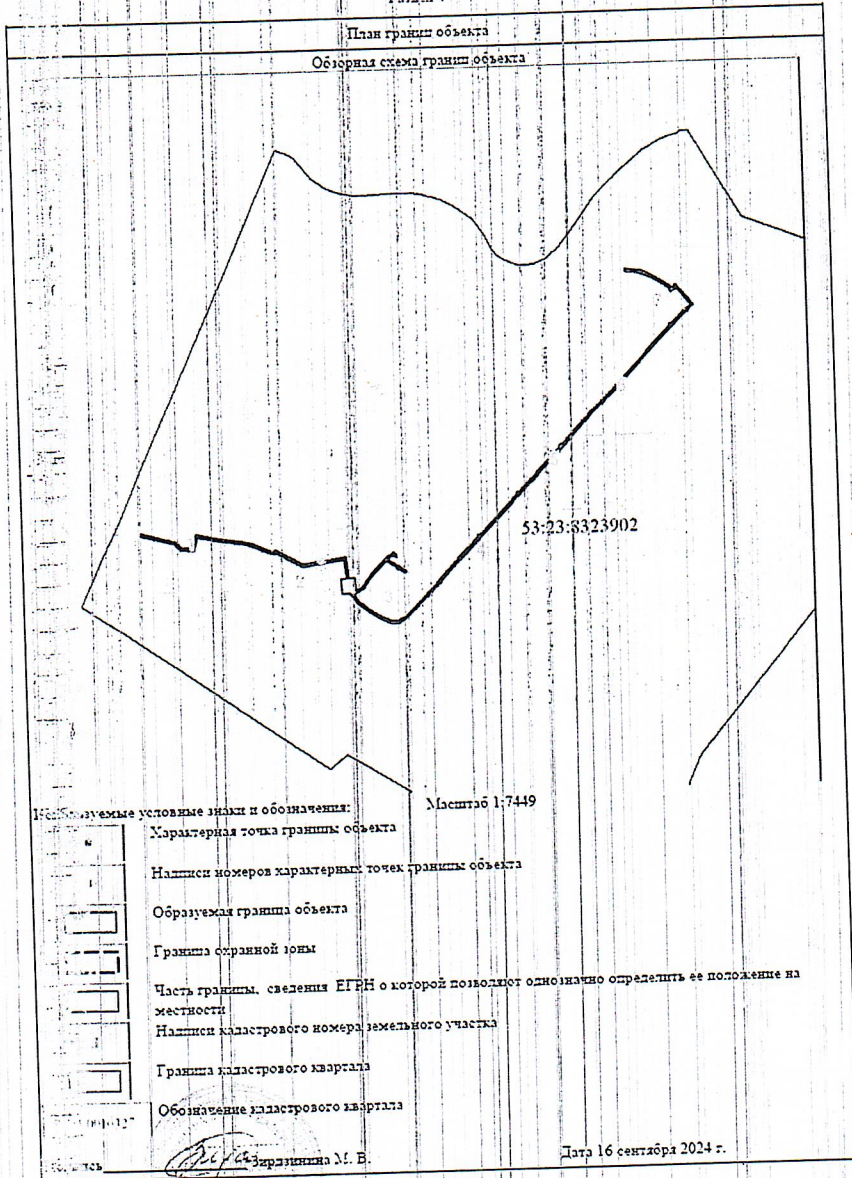 План границ объекта
Обзорная схема границ объекта
53:23:8323902
Масштаб 1:7449
условные знаки и обозначения:
Характерная точка границы объекта
Надписи номеров характерных точек границы объекта
Образуемая граница объекта
Граница охранной зоны
Часть границы, сведения ЕГРН о которой позволяют однозначно определить ее положение на
местности
Надписи кадастрового номера земельного участка
Граница кадастрового квартала
Обозначение кадастрового квартала
М. В.
Дата 16 сентября 2024 г.